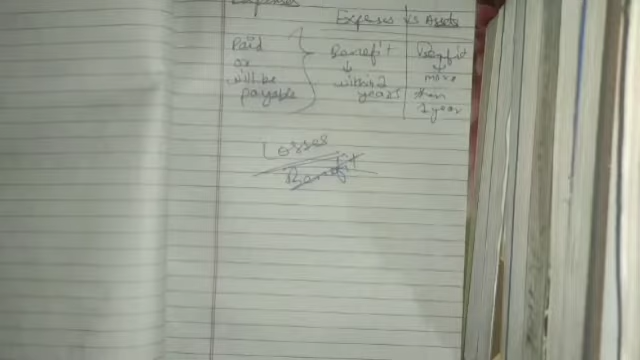 Expenses
Expenses Vs Assets
Paid
or
will be
payable
Benefit
↓
within
years
Benefit
↓
more
than
1 year
Losses
Benefit